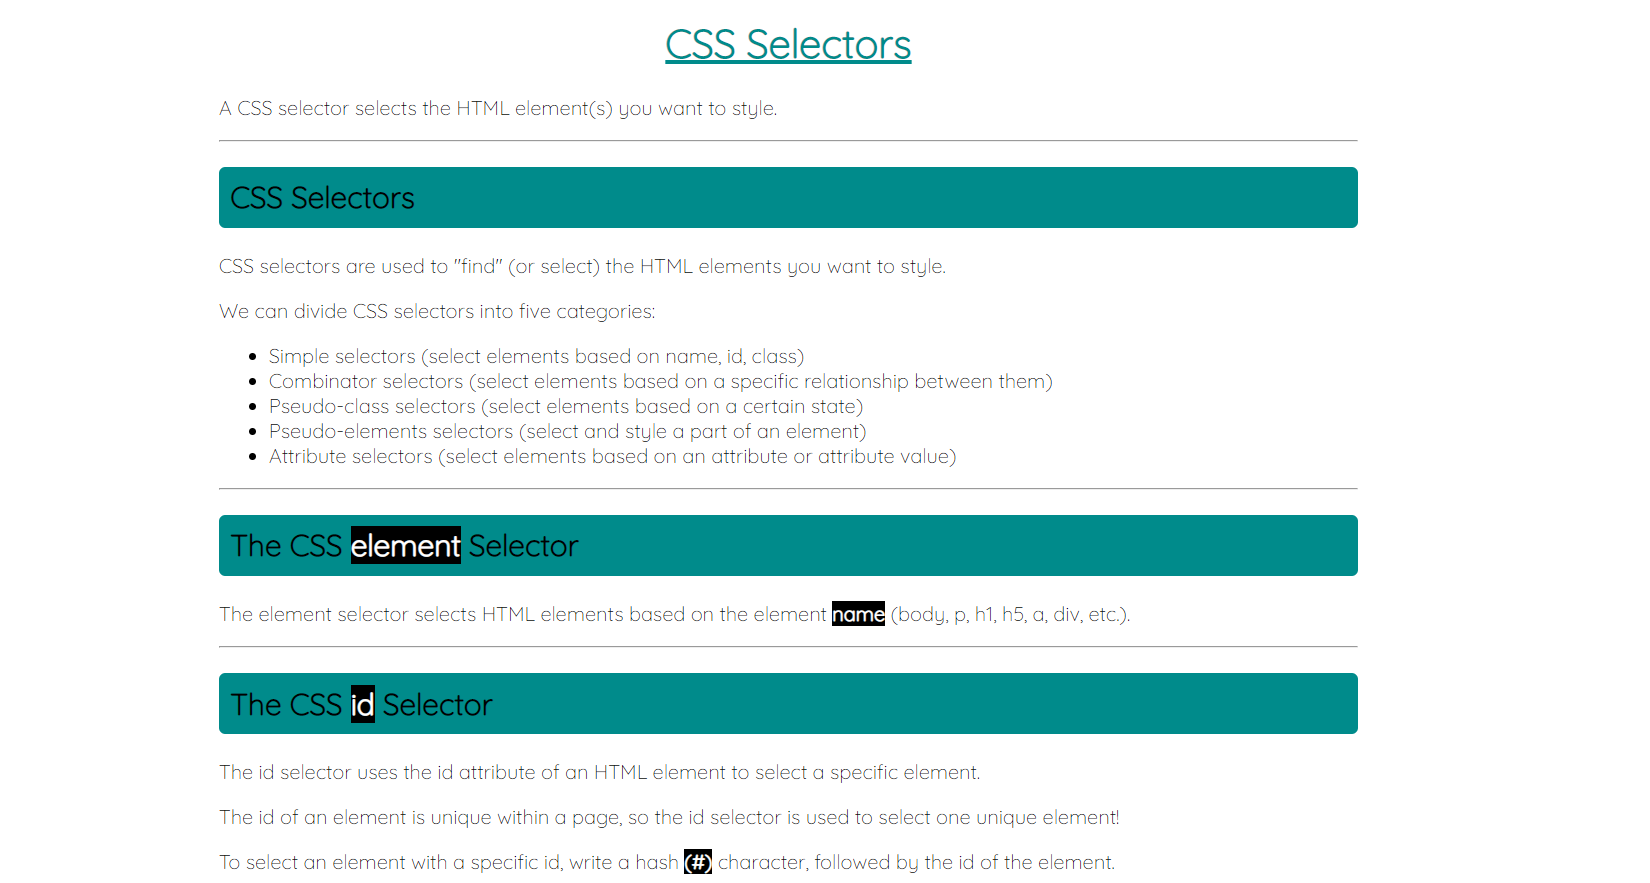 CSS Selectors
A CSS selector selects the HTML element(s) you want to style.
CSS Selectors
CSS selectors are used to "find" (or select) the HTML elements you want to style.
We can divide CSS selectors into five categories:
Simple selectors (select elements based on name, id, class)
Combinator selectors (select elements based on a specific relationship between them)
Pseudo-class selectors (select elements based on a certain state)
Pseudo-elements selectors (select and style a part of an element)
Attribute selectors (select elements based on an attribute or attribute value)
The CSS element Selector
The element selector selects HTML elements based on the element name (body, p, h1, h5, a, div, etc.).
The CSS id Selector
The id selector uses the id attribute of an HTML element to select a specific element.
The id of an element is unique within a page, so the id selector is used to select one unique element!
To select an element with a specific id, write a hash (#) character, followed by the id of the element.